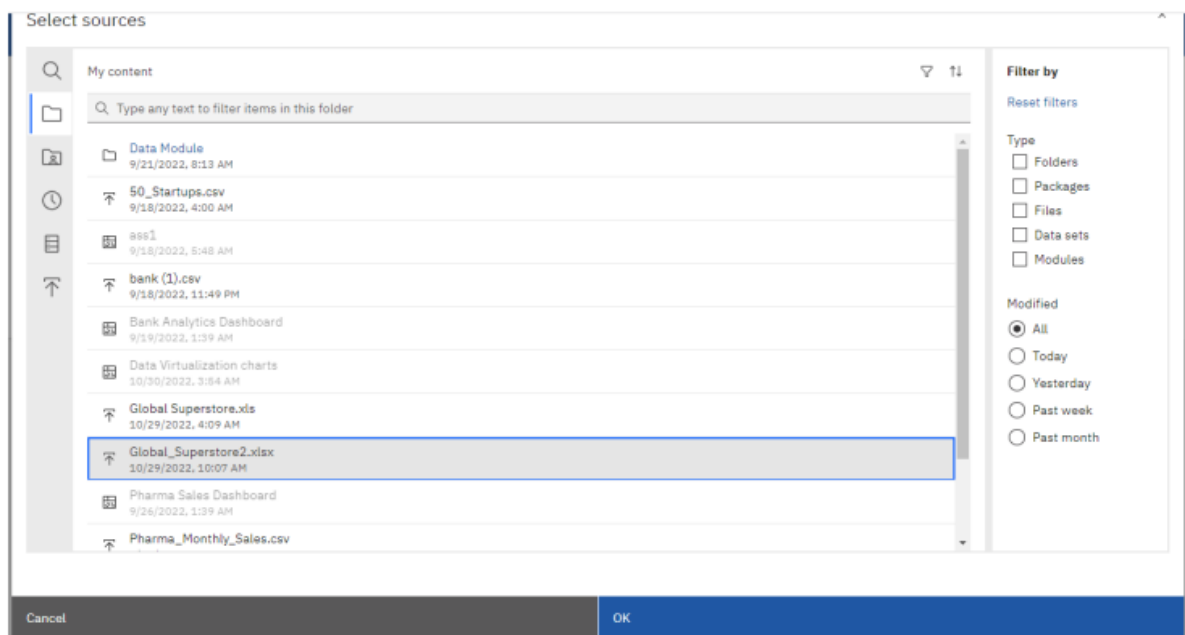 Select sources
My content
Type any text to filter items in this folder
Data Module
9/21/2022, 8:13 AM
50_Startups.csv
9/18/2022, 4:00 AM
ass1
9/18/2022, 5:48 AM
bank (1).csv
9/18/2022, 11:49 PM
Bank Analytics Dashboard
9/19/2022, 1:39 AM
Data Virtualization charts
10/30/2022, 3:54 AM
Global Superstore.xls
10/29/2022, 4:09 AM
Global_Superstore2.xlsx
10/29/2022, 10:07 AM
Pharma Sales Dashboard
9/26/2022, 1:39 AM
Pharma_Monthly_Sales.csv
Filter by
Reset filters
Type
Folders
Packages
Files
Data sets
Modules
Modified
All
Today
Yesterday
Past week
Past month
Cancel
OK